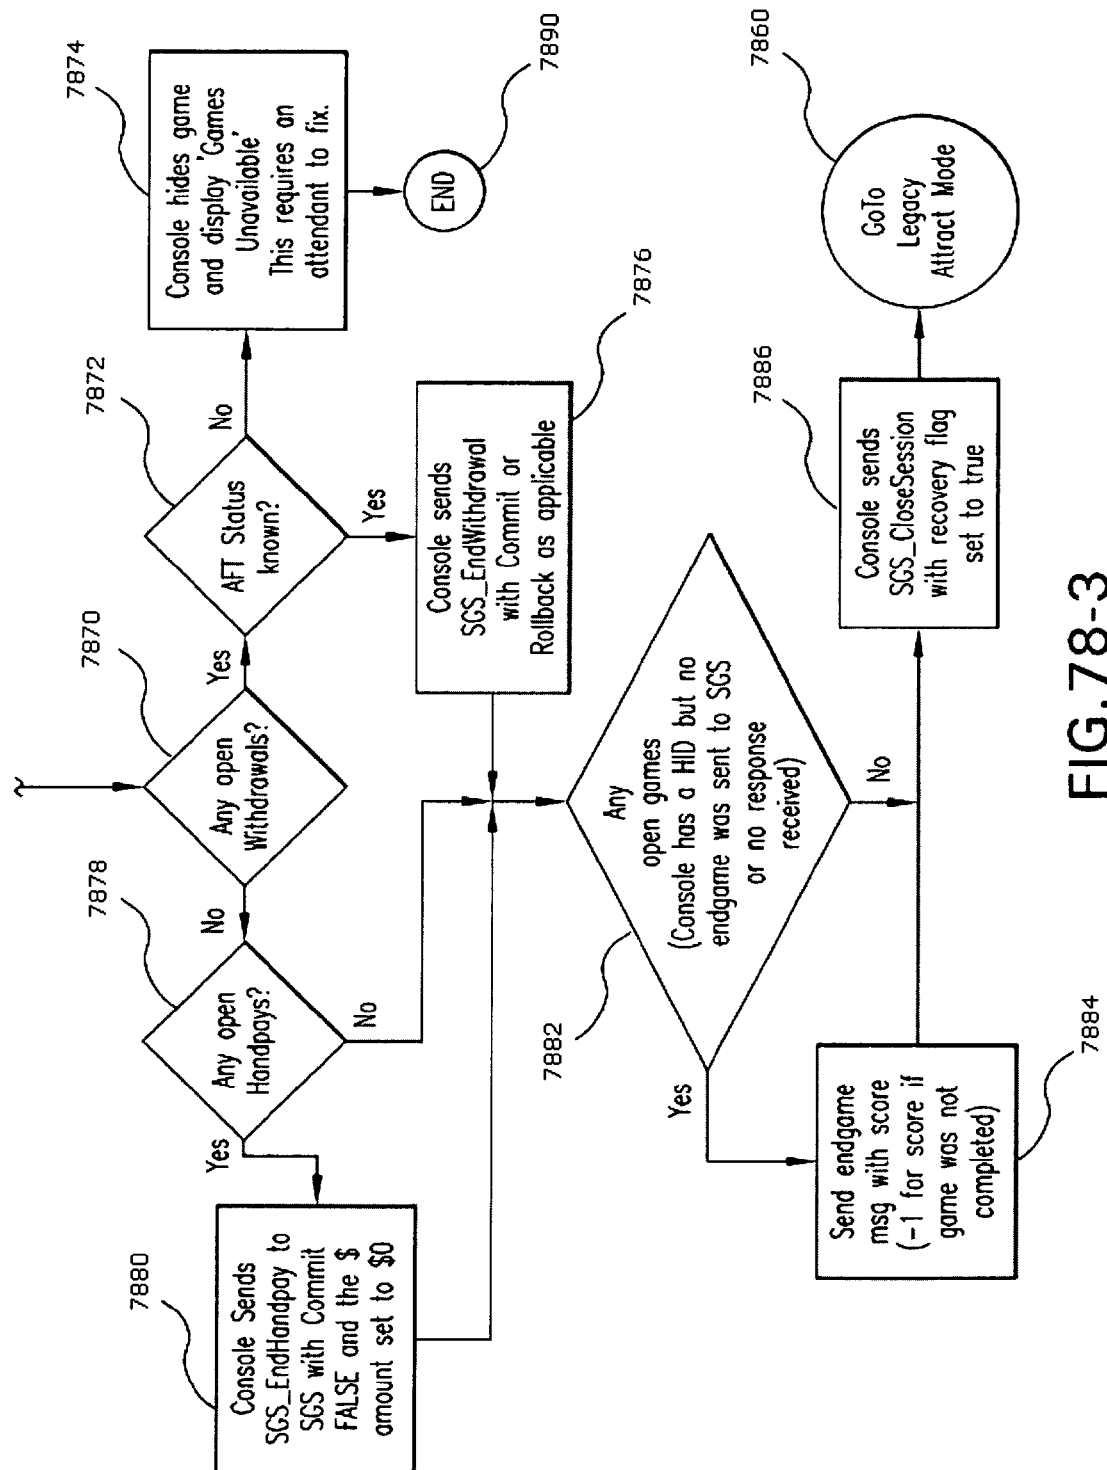 7874
Console hides game
and display 'Games
Unavailable'
This requires an
attendant to fix.
7890
END
7872
No
AFT Status
known?
Yes
7876
Console sends
SGS_EndWithdrawal
with Commit or
Rollback as applicable
7870
Yes
Any open
Withdrawals?
No
7878
Any open
Handpays?
No
Yes
7880
Console Sends
SGS_EndHandpay to
SGS with Commit
FALSE and the $
amount set to $0
7882
Any
open games
(Console has a HID but no
endgame was sent to SGS
or no response
received)
No
Yes
7884
Send endgame
msg with score
(-1 for score if
game was not
completed)
7886
Console sends
SGS_CloseSession
with recovery flag
set to true
7860
GoTo
Legacy
Attract Mode
FIG.78-3